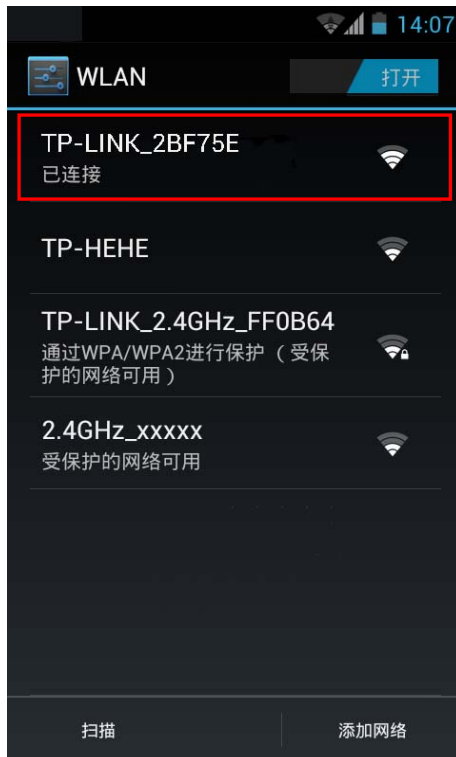 14:07
WLAN
打开
TP-LINK_2BF75E
已连接
TP-HEHE
TP-LINK_2.4GHz_FF0B64
通过WPA/WPA2进行保护（受保
护的网络可用）
2.4GHz_xxxxx
受保护的网络可用
扫描
添加网络